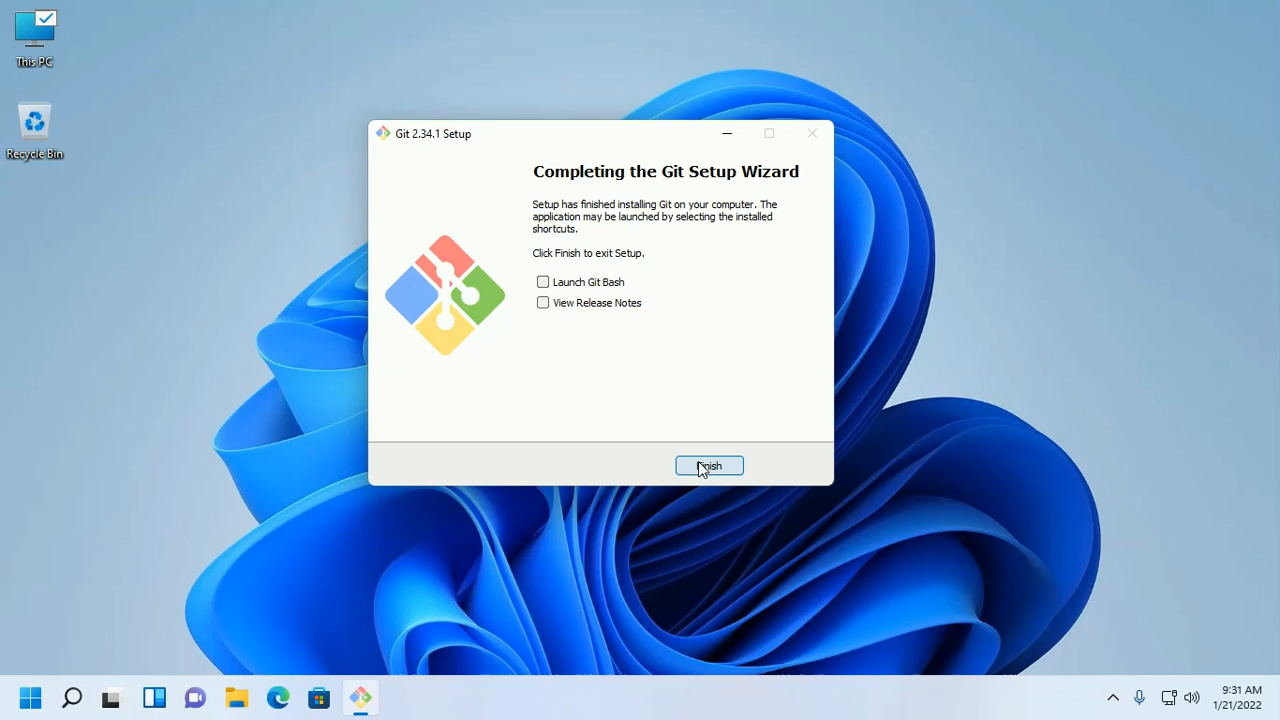 This PC
Recycle Bin
Git 2.34.1 Setup
Completing the Git Setup Wizard
Setup has finished installing Git on your computer. The
application may be launched by selecting the installed
shortcuts.
Click Finish to exit Setup.
Launch Git Bash
View Release Notes
Finish
9:31 AM
1/21/2022